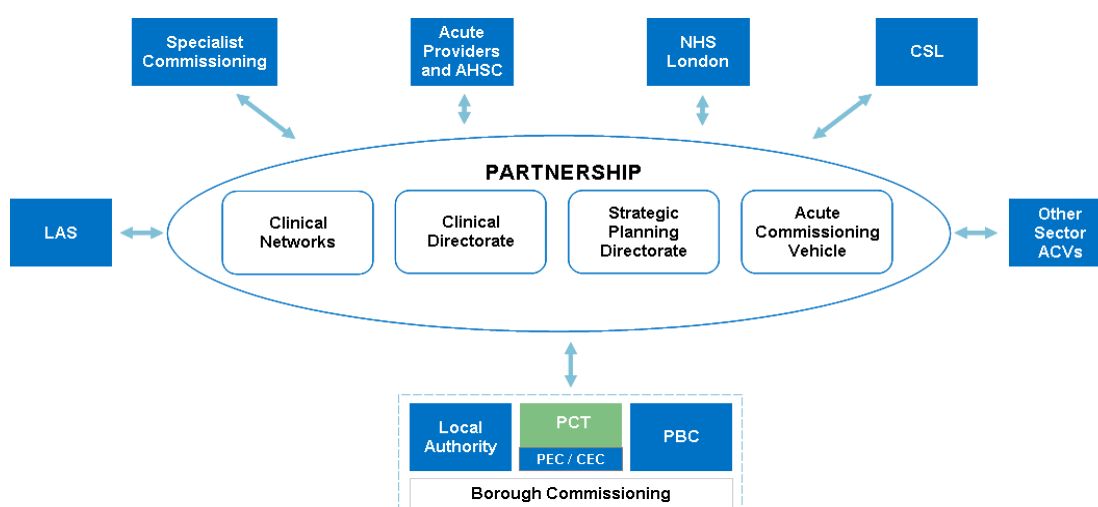 Specialist
Commissioning
Acute
Providers
and AHSC
NHS
London
CSL
PARTNERSHIP
LAS
Clinical
Networks
Clinical
Directorate
Strategic
Planning
Directorate
Acute
Commissioning
Vehicle
Other
Sector
ACVs
Local
Authority
PCT
PEC / CEC
PBC
Borough Commissioning